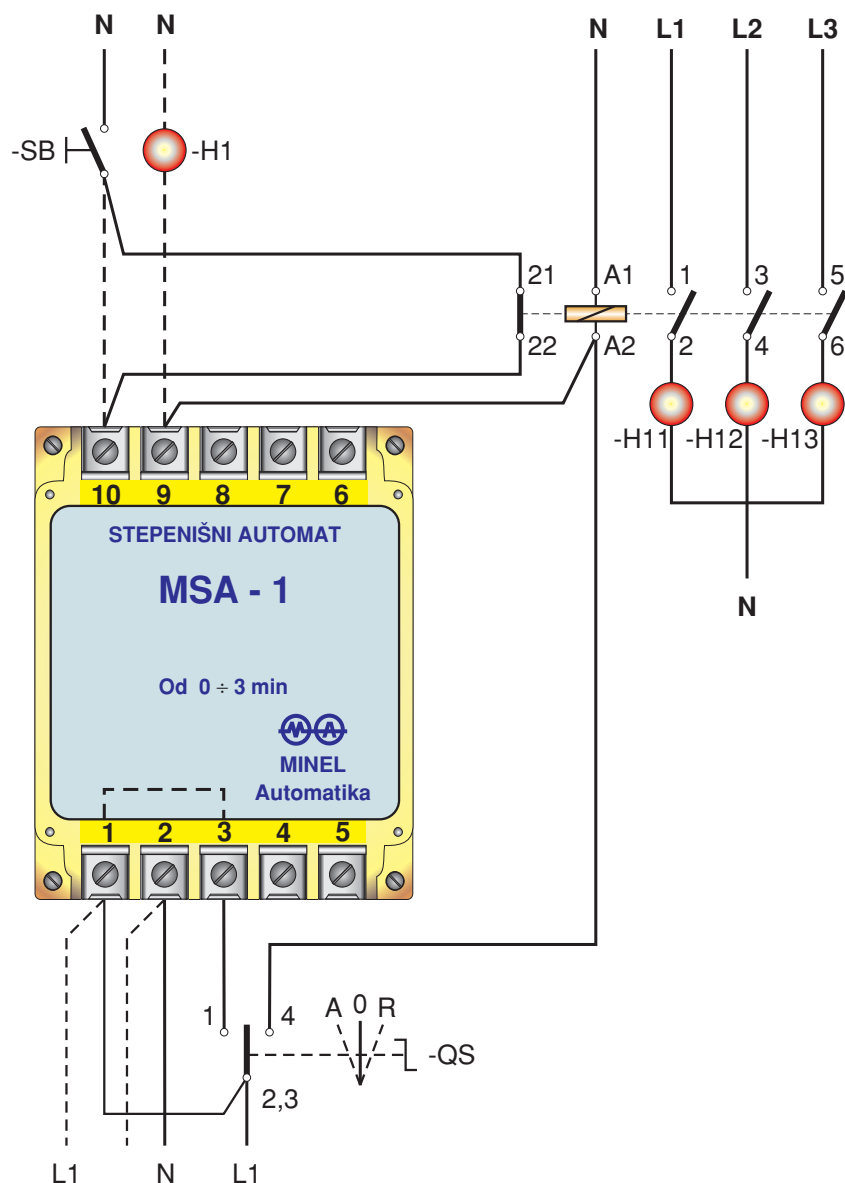 N N N L1 L2 L3
-SB -H1
21 A1 1 3 5
22 A2 2 4 6
-H11 -H12 -H13
10 9 8 7 6
STEPENIŠNI AUTOMAT
MSA - 1
N
Od 0 ÷ 3 min
MA
MINEL
Automatika
1 2 3 4 5
1 4 A 0 R
-QS
2,3
L1 N L1